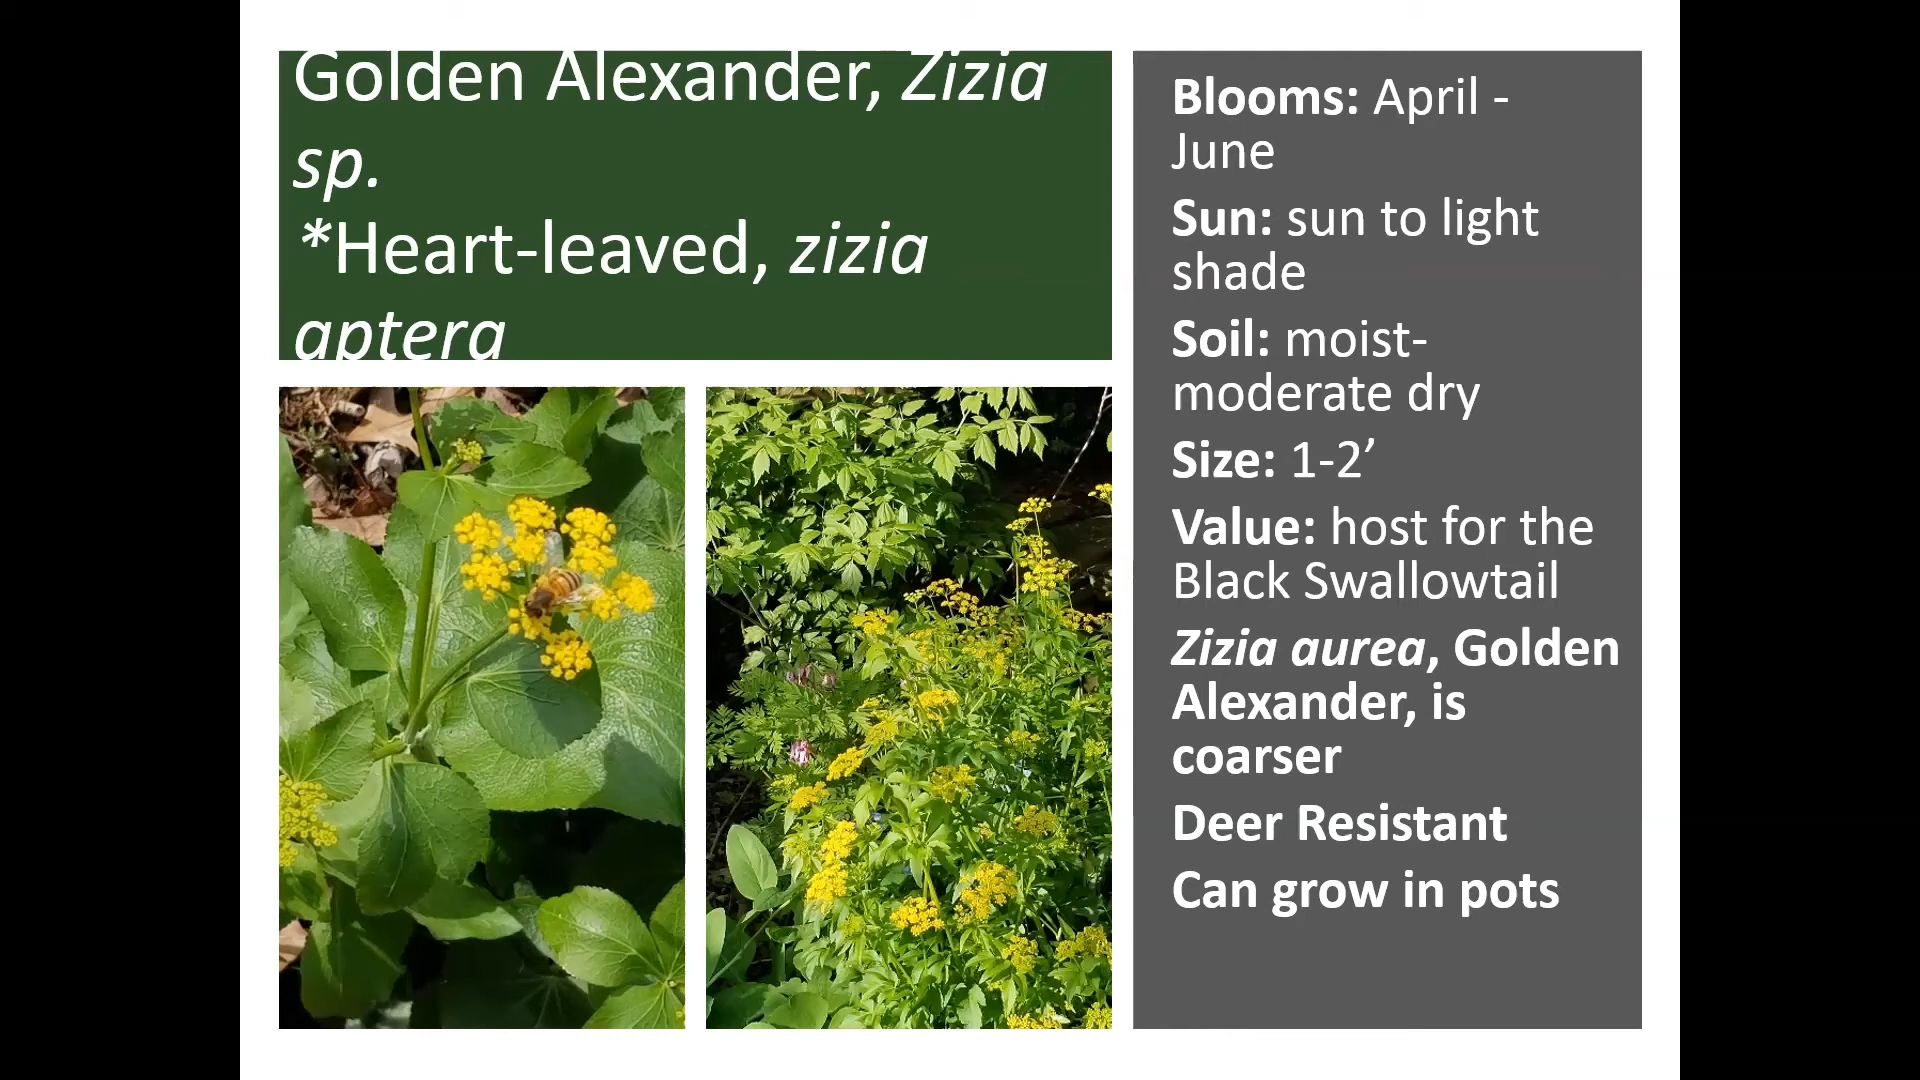 Golden Alexander, Zizia
sp.
*Heart-leaved, zizia
aptera
Blooms: April -
June
Sun: sun to light
shade
Soil: moist-
moderate dry
Size: 1-2’
Value: host for the
Black Swallowtail
Zizia aurea, Golden
Alexander, is
coarser
Deer Resistant
Can grow in pots